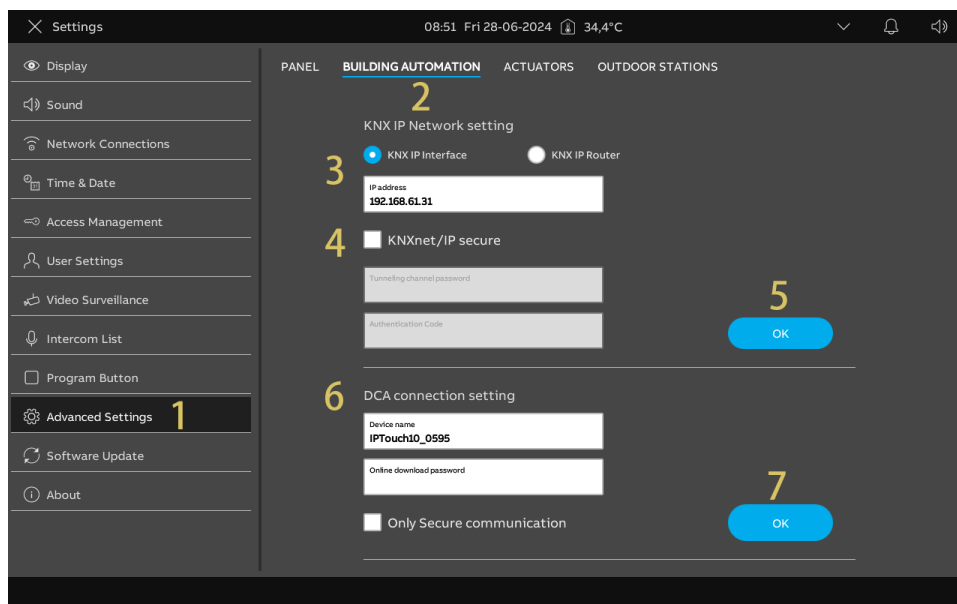 Settings
08:51 Fri 28-06-2024 34,4°C
Display
Sound
Network Connections
Time & Date
Access Management
User Settings
Video Surveillance
Intercom List
Program Button
Advanced Settings 1
Software Update
About
PANEL BUILDING AUTOMATION ACTUATORS OUTDOOR STATIONS
2
KNX IP Network setting
3
KNX IP Interface KNX IP Router
IP address
192.168.61.31
4 KNXnet/IP secure
Tunneling channel password
Authentication Code
5
OK
6 DCA connection setting
Device name
IPTouch10_0595
Online download password
7
Only Secure communication
OK